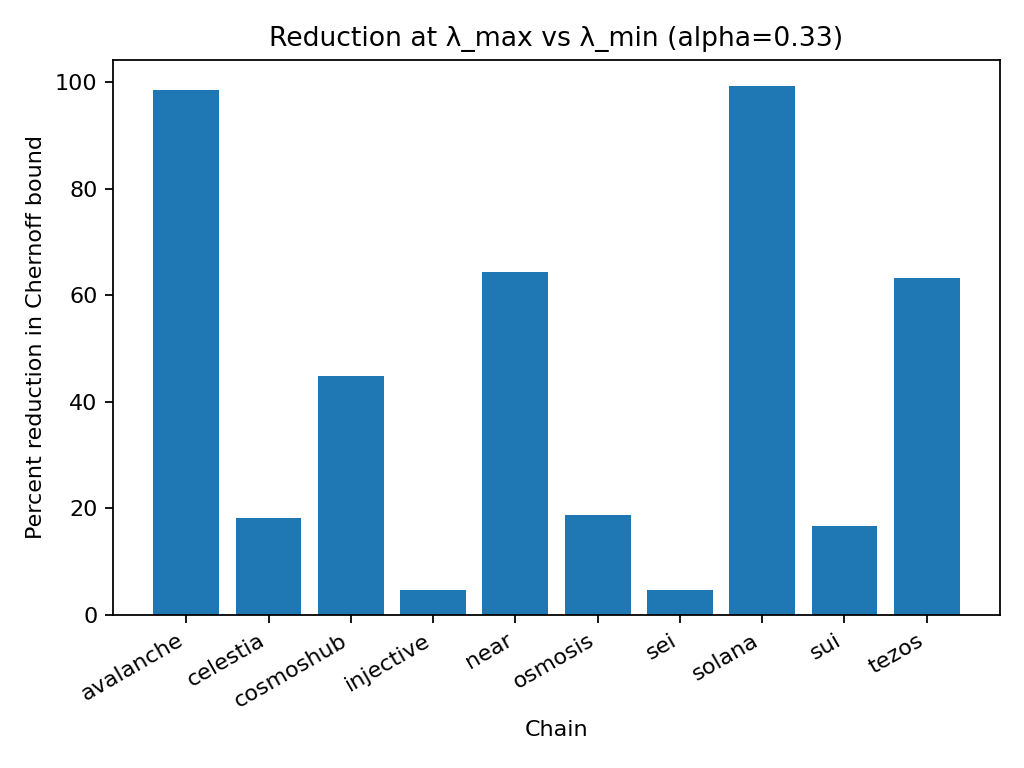 Reduction at λ_max vs λ_min (alpha=0.33)
Percent reduction in Chernoff bound
100
80
60
40
20
0
avalanche
celestia
cosmoshub
injective
near
osmosis
sei
solana
sui
tezos
Chain